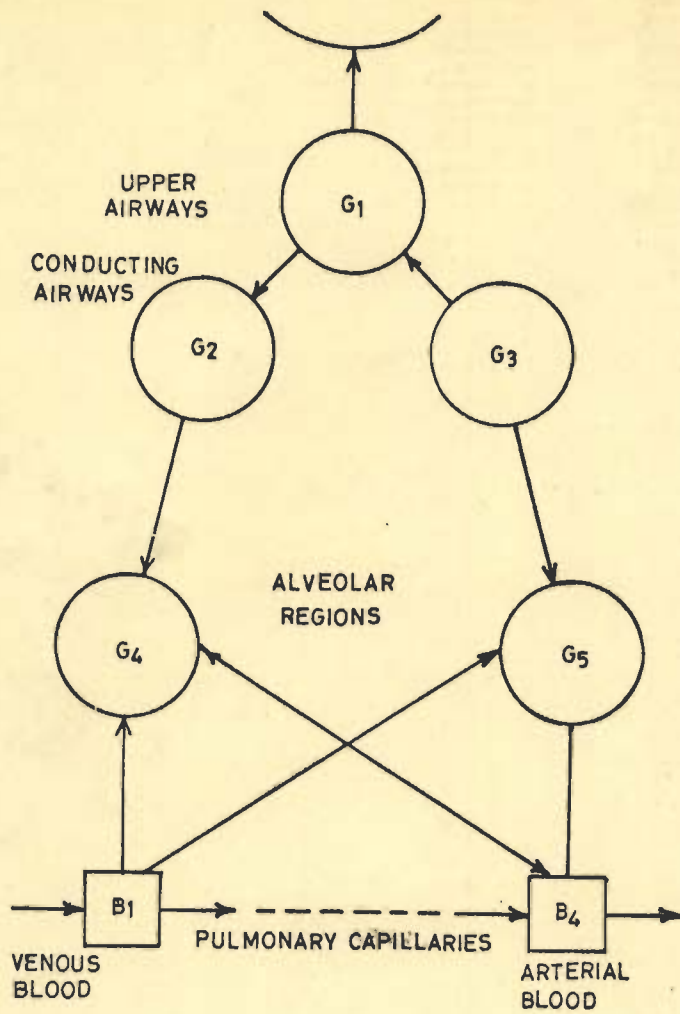 G1
UPPER
AIRWAYS
CONDUCTING
AIRWAYS
G2
G3
ALVEOLAR
REGIONS
G4
G5
B1
B4
PULMONARY CAPILLARIES
VENOUS
BLOOD
ARTERIAL
BLOOD